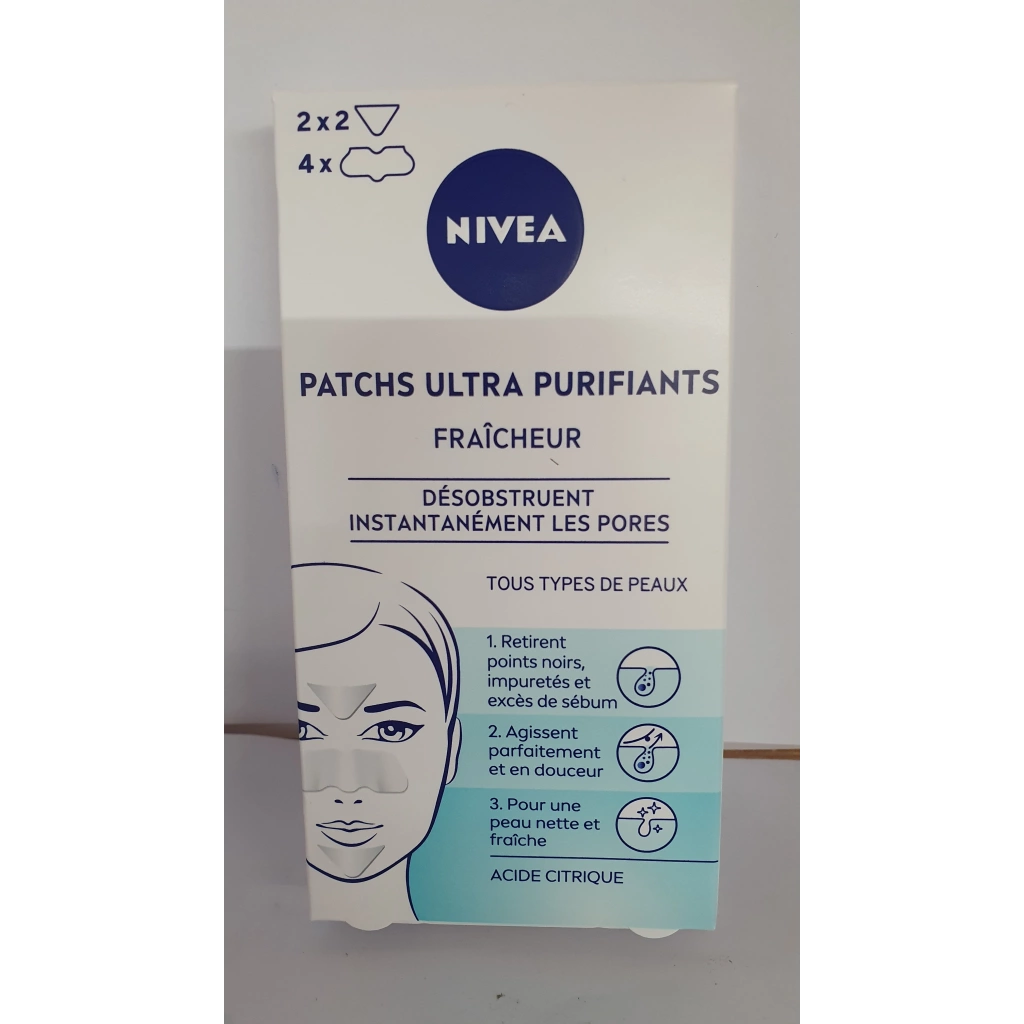 2 x 2
4 x
NIVEA
PATCHS ULTRA PURIFIANTS
FRAÎCHEUR
DÉSOBSTRUENT
INSTANTANÉMENT LES PORES
TOUS TYPES DE PEAUX
1. Retirent
points noirs,
impuretés et
excès de sébum
2. Agissent
parfaitement
et en douceur
3. Pour une
peau nette et
fraîche
ACIDE CITRIQUE